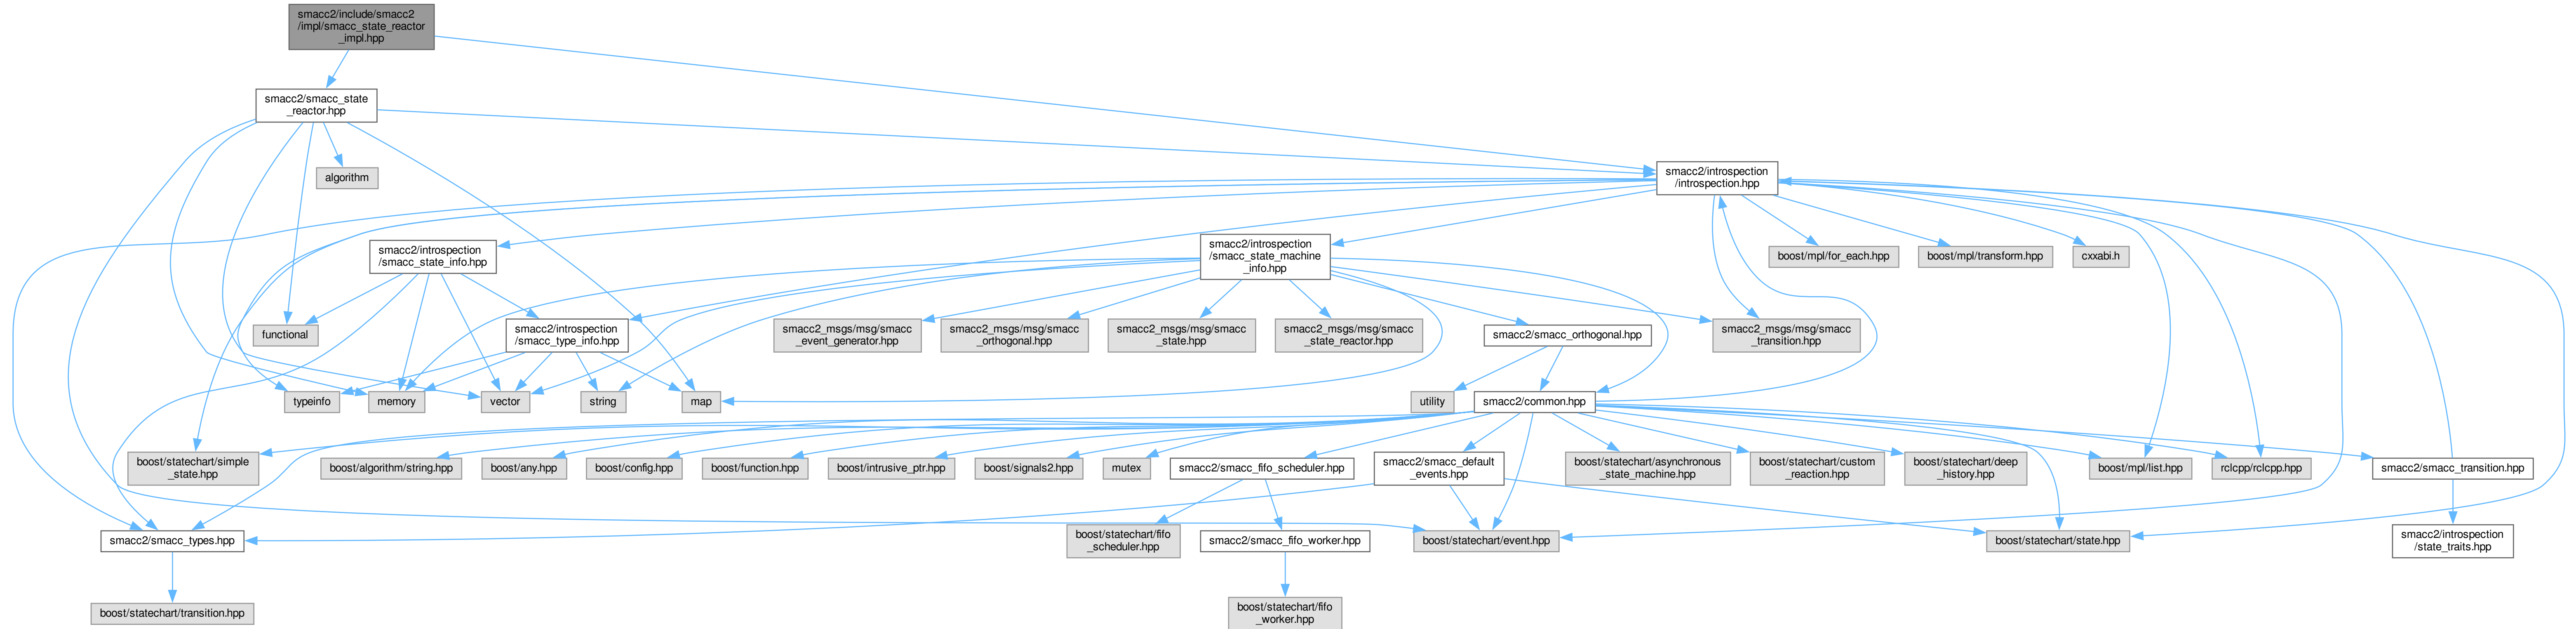 smacc2/include/smacc2
/impl/smacc_state_reactor
_impl.hpp
smacc2/smacc_state
_reactor.hpp
algorithm
smacc2/introspection
/introspection.hpp
smacc2/introspection
/smacc_state_info.hpp
smacc2/introspection
/smacc_state_machine
_info.hpp
boost/mpl/for_each.hpp
boost/mpl/transform.hpp
cxxabi.h
functional
smacc2/introspection
/smacc_type_info.hpp
smacc2_msgs/msg/smacc
_event_generator.hpp
smacc2_msgs/msg/smacc
_orthogonal.hpp
smacc2_msgs/msg/smacc
_state.hpp
smacc2_msgs/msg/smacc
_state_reactor.hpp
smacc2/smacc_orthogonal.hpp
smacc2_msgs/msg/smacc
_transition.hpp
typeinfo
memory
vector
string
map
utility
smacc2/common.hpp
boost/statechart/simple
_state.hpp
boost/algorithm/string.hpp
boost/any.hpp
boost/config.hpp
boost/function.hpp
boost/intrusive_ptr.hpp
boost/signals2.hpp
mutex
smacc2/smacc_fifo_scheduler.hpp
smacc2/smacc_default
_events.hpp
boost/statechart/asynchronous
_state_machine.hpp
boost/statechart/custom
_reaction.hpp
boost/statechart/deep
_history.hpp
boost/mpl/list.hpp
rclcpp/rclcpp.hpp
smacc2/smacc_transition.hpp
smacc2/smacc_types.hpp
boost/statechart/fifo
_scheduler.hpp
smacc2/smacc_fifo_worker.hpp
boost/statechart/event.hpp
boost/statechart/state.hpp
smacc2/introspection
/state_traits.hpp
boost/statechart/transition.hpp
boost/statechart/fifo
_worker.hpp